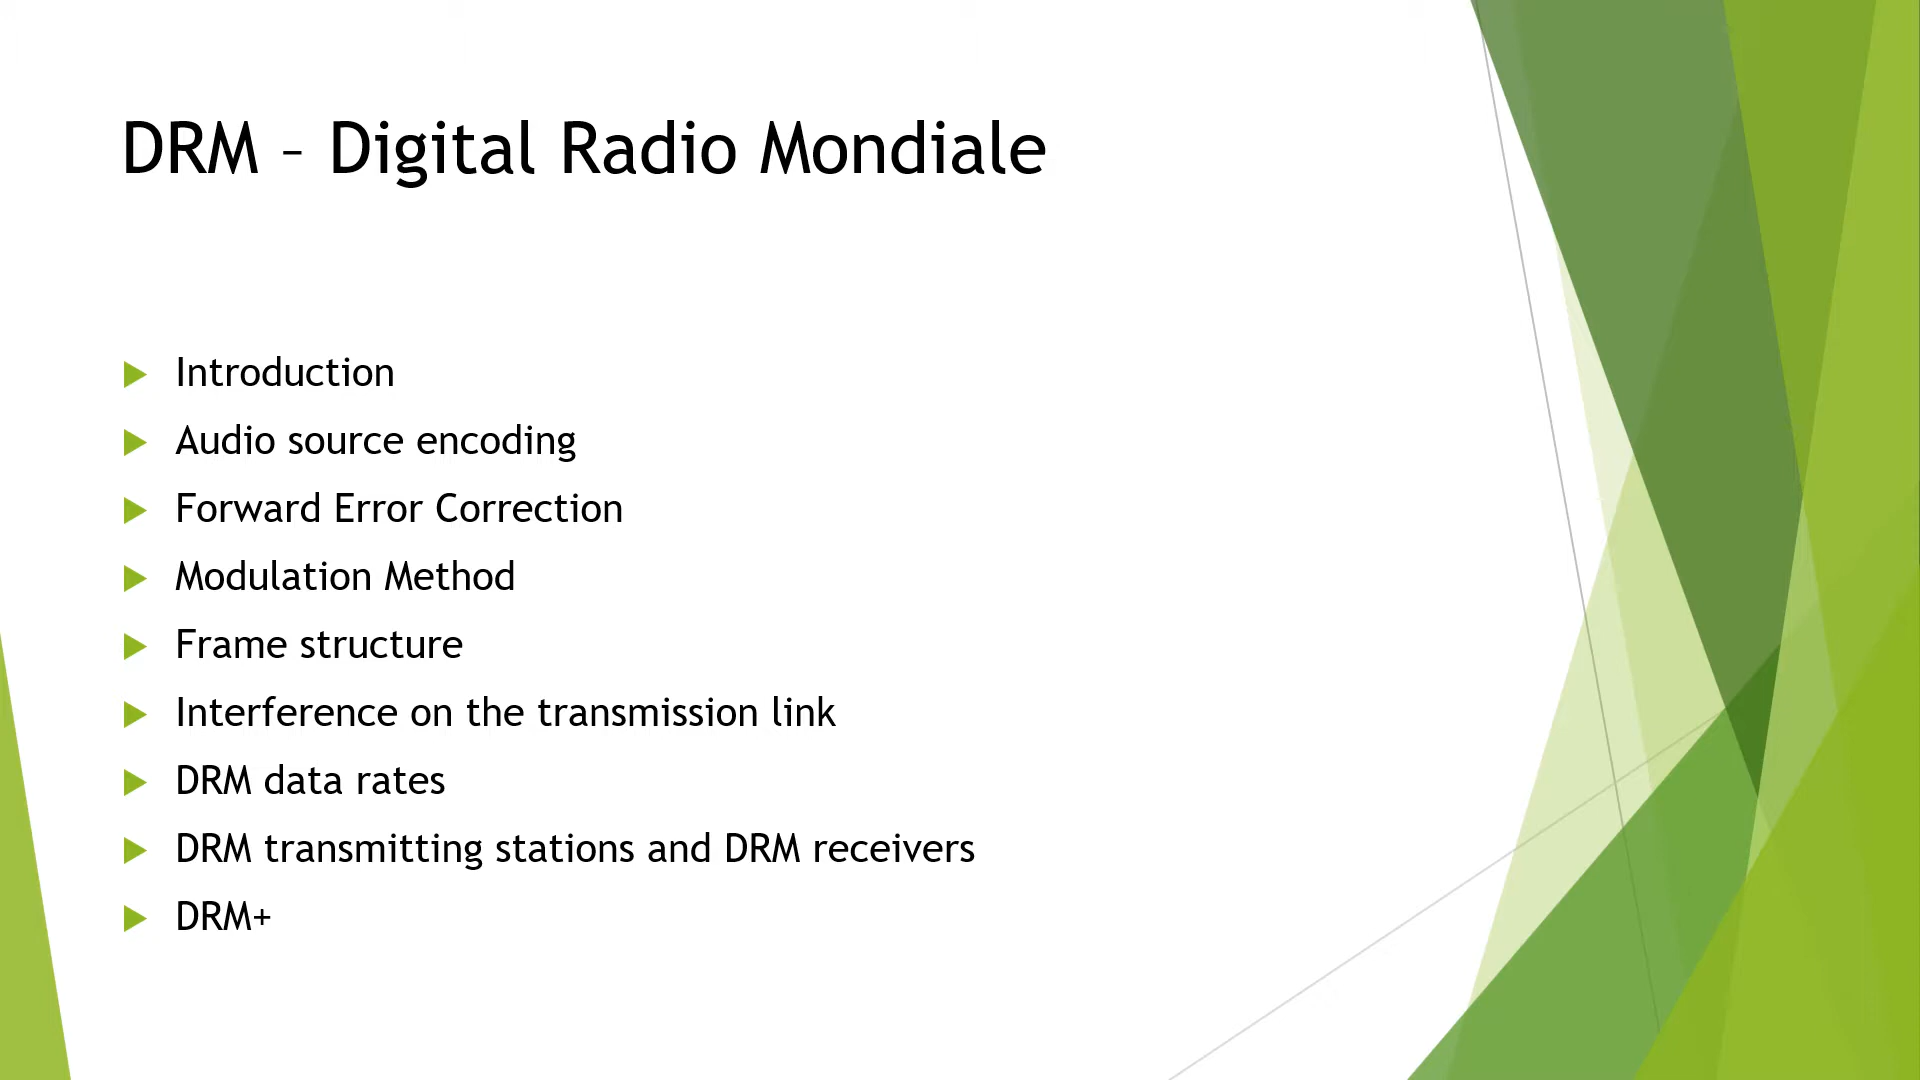 DRM – Digital Radio Mondiale
Introduction
Audio source encoding
Forward Error Correction
Modulation Method
Frame structure
Interference on the transmission link
DRM data rates
DRM transmitting stations and DRM receivers
DRM+